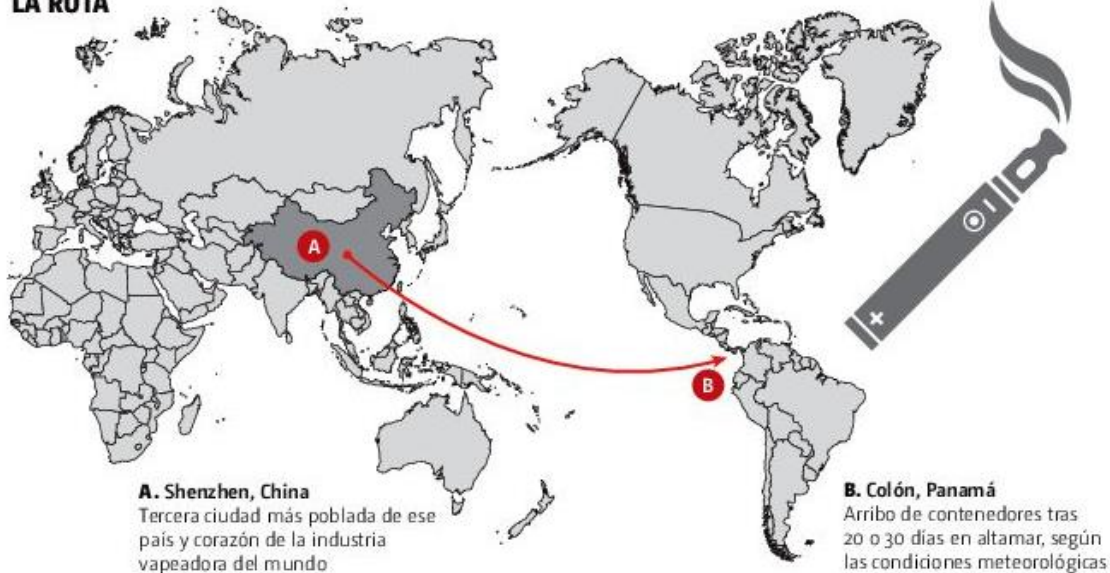 LA RUTA
A
B
A. Shenzhen, China
Tercera ciudad más poblada de ese
país y corazón de la industria
vapeadora del mundo
B. Colón, Panamá
Arribo de contenedores tras
20 o 30 días en altamar, según
las condiciones meteorológicas